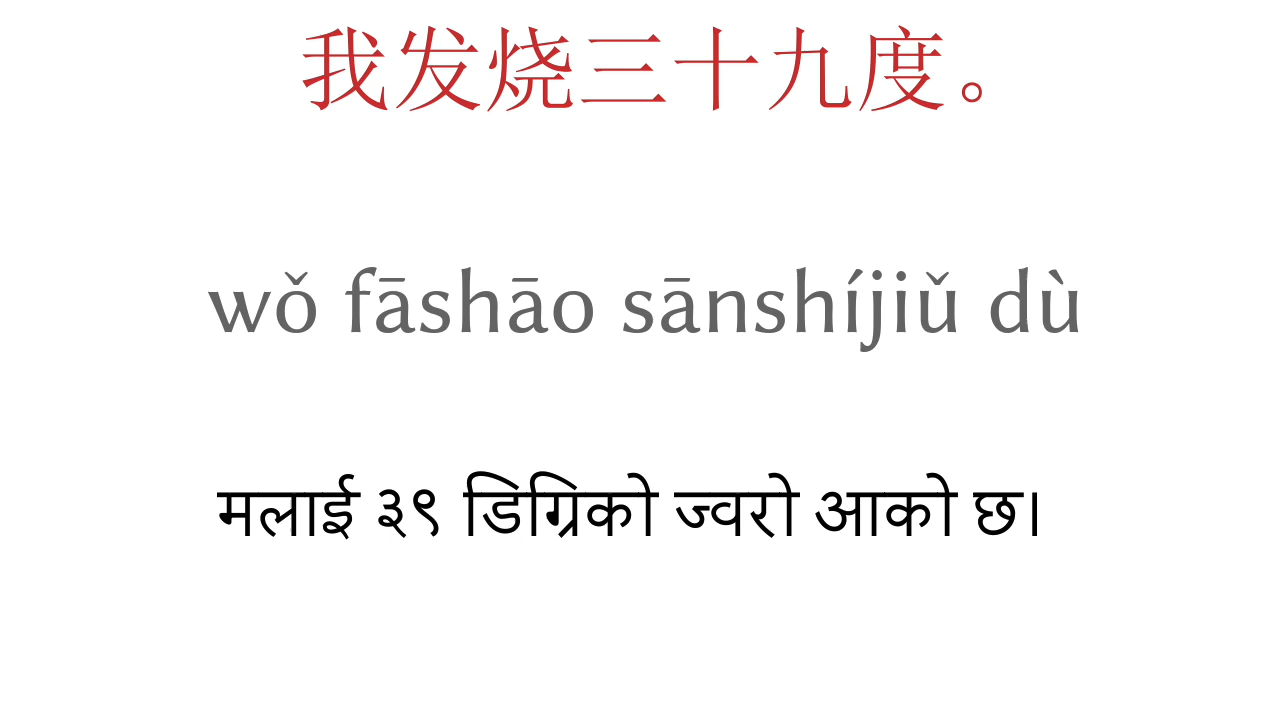 我发烧三十九度。
wǒ fāshāo sānshíjiǔ dù
मलाई ३९ डिग्रिको ज्वरो आको छ।